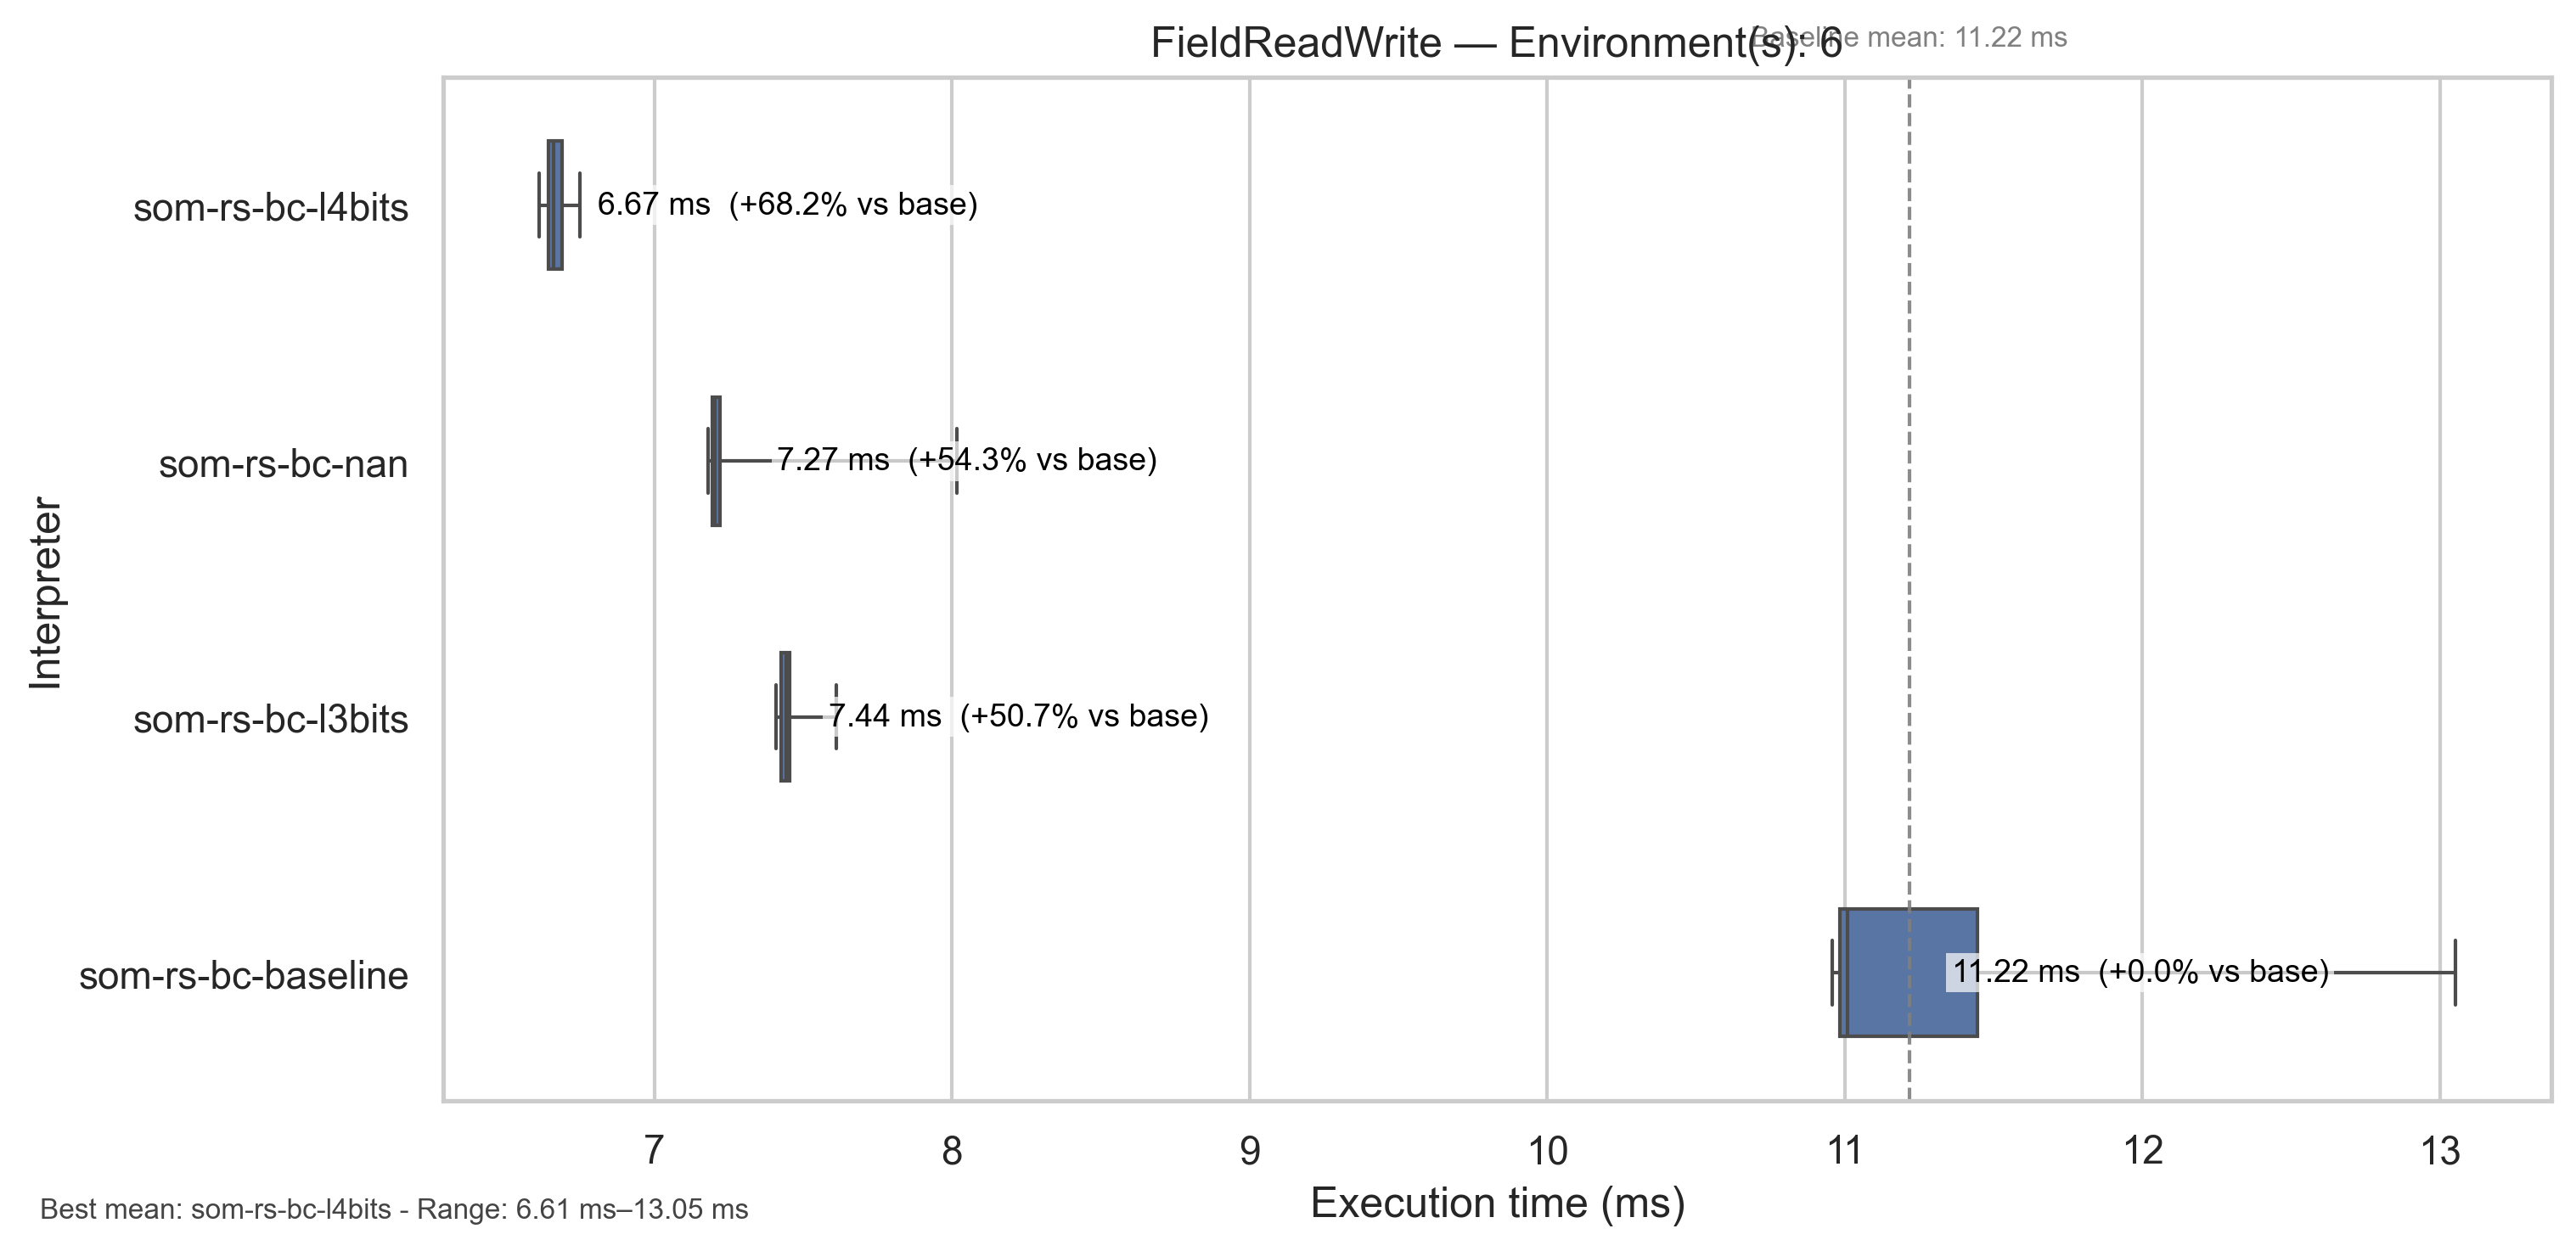 FieldReadWrite — Environment(s): 6
Baseline mean: 11.22 ms
som-rs-bc-l4bits
6.67 ms (+68.2% vs base)
som-rs-bc-nan
7.27 ms (+54.3% vs base)
Interpreter
som-rs-bc-l3bits
7.44 ms (+50.7% vs base)
som-rs-bc-baseline
11.22 ms (+0.0% vs base)
7 8 9 10 11 12 13
Execution time (ms)
Best mean: som-rs-bc-l4bits - Range: 6.61 ms–13.05 ms